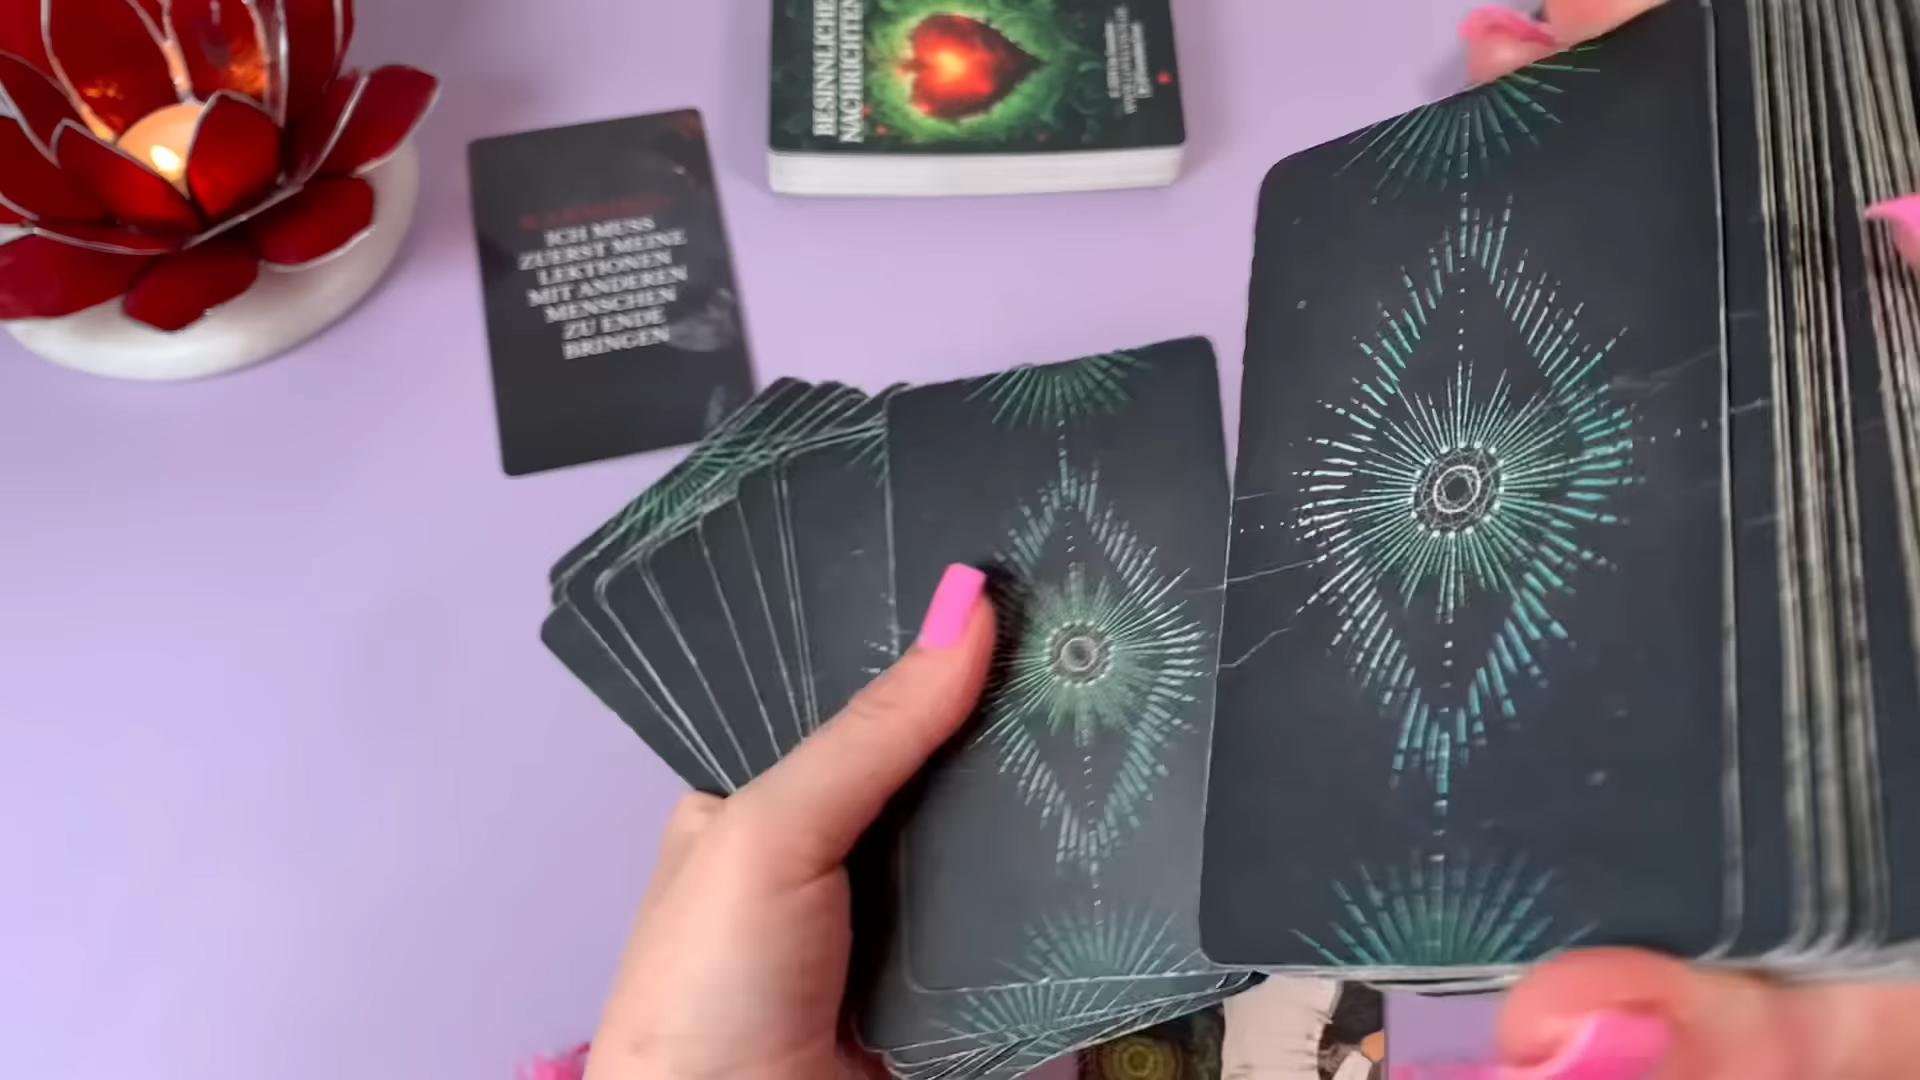 BESINNLICHE
NACHRICHTEN
ICH MUSS
ZUERST MEINE
LEKTIONEN
MIT ANDEREN
MENSCHEN
ZU ENDE
BRINGEN